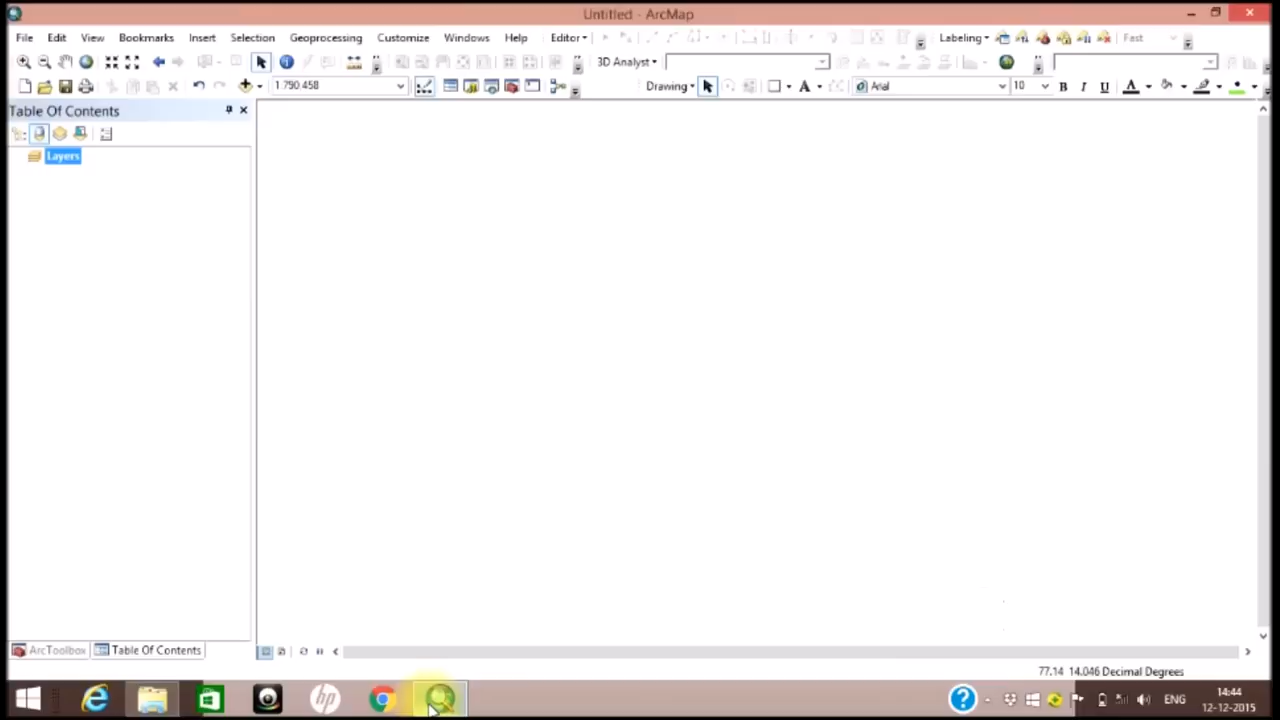 Untitled - ArcMap
File Edit View Bookmarks Insert Selection Geoprocessing Customize Windows Help Editor Labeling Fast
3D Analyst
1:790.458 Drawing A Arial 10 B I U A
Table Of Contents
Layers
ArcToolbox Table Of Contents
77.14 14.046 Decimal Degrees
hp ? ENG 14:44
12-12-2015